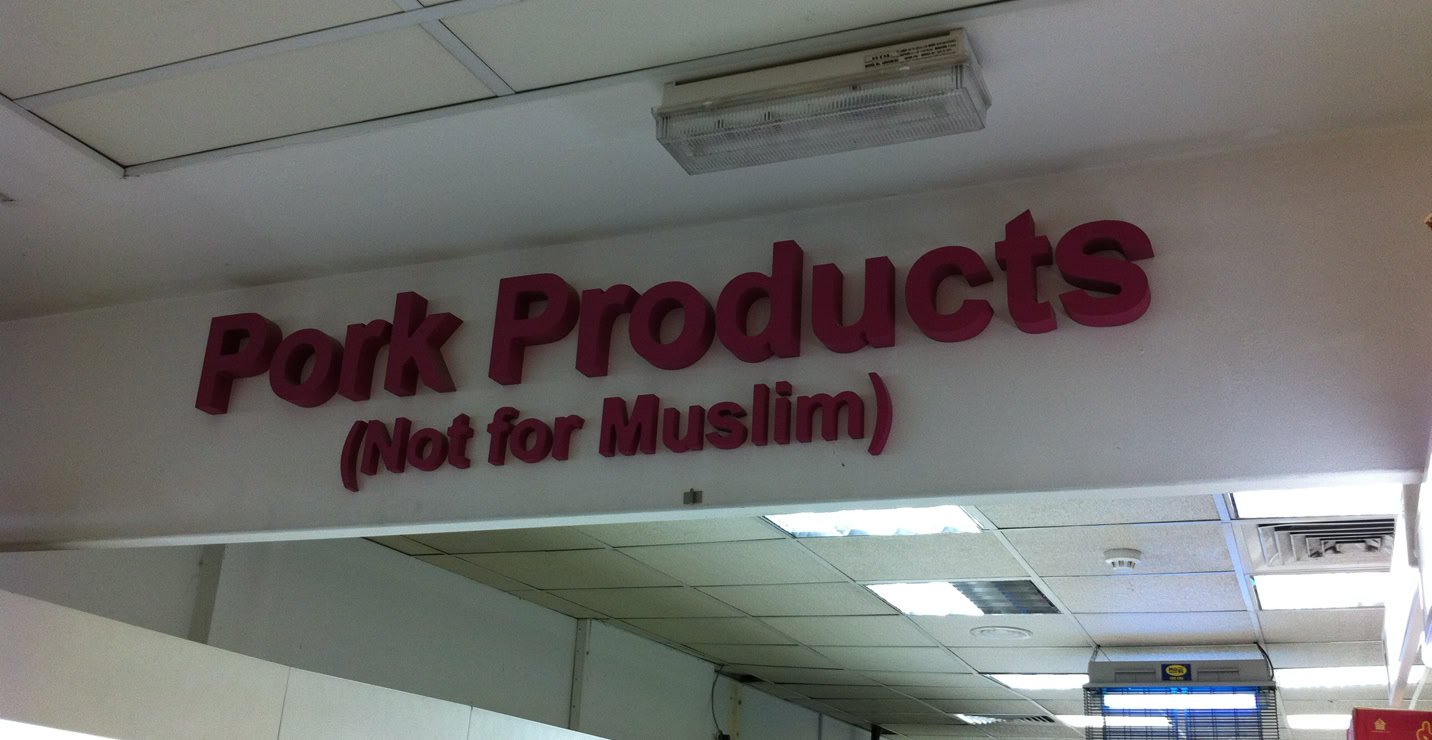 Pork Products
(Not for Muslim)